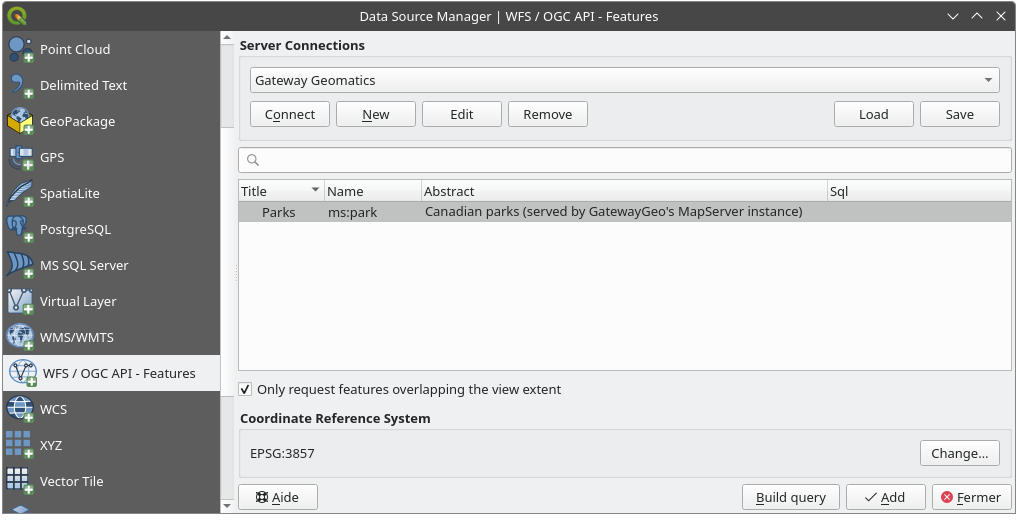 Data Source Manager | WFS / OGC API - Features
Point Cloud
Delimited Text
GeoPackage
GPS
SpatiaLite
PostgreSQL
MS SQL Server
Virtual Layer
WMS/WMTS
WFS / OGC API - Features
WCS
XYZ
Vector Tile
Server Connections
Gateway Geomatics
Connect New Edit Remove Load Save
Title Name Abstract Sql
Parks ms:park Canadian parks (served by GatewayGeo's MapServer instance)
Only request features overlapping the view extent
Coordinate Reference System
EPSG:3857 Change...
Aide Build query Add Fermer